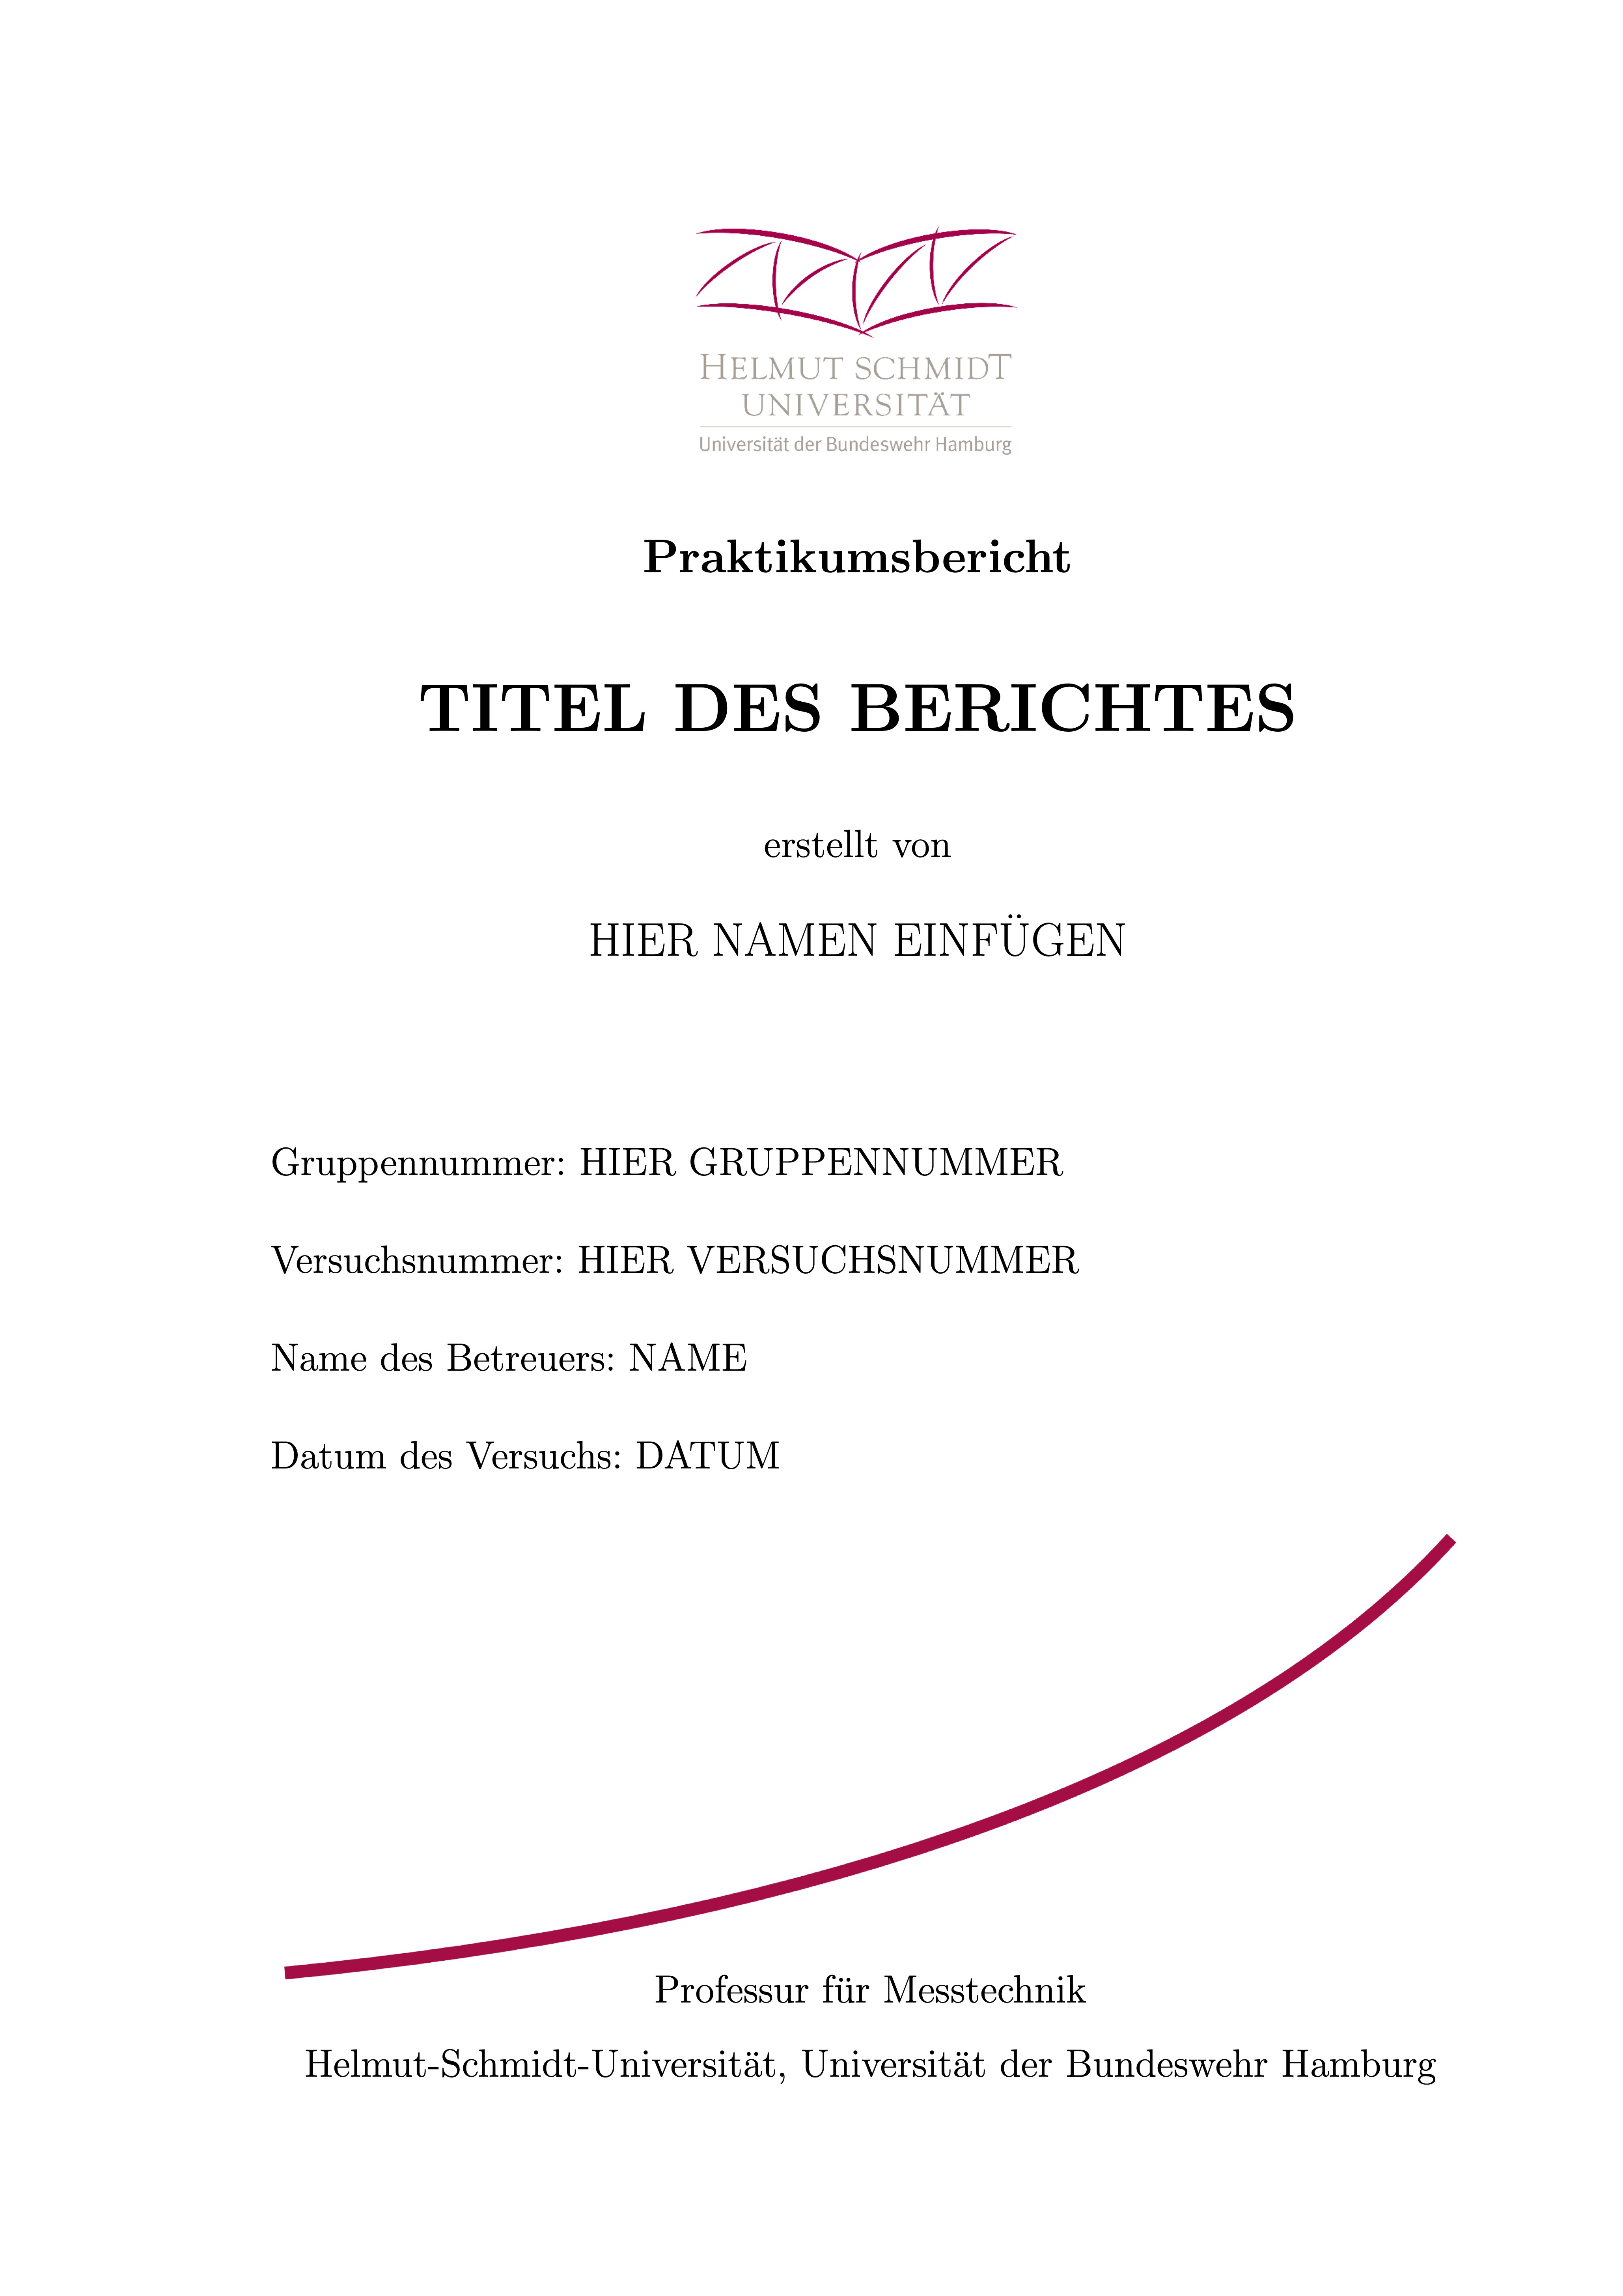 HELMUT SCHMIDT
UNIVERSITÄT
Universität der Bundeswehr Hamburg
Praktikumsbericht
TITEL DES BERICHTES
erstellt von
HIER NAMEN EINFÜGEN
Gruppennummer: HIER GRUPPENNUMMER
Versuchsnummer: HIER VERSUCHSNUMMER
Name des Betreuers: NAME
Datum des Versuchs: DATUM
Professur für Messtechnik
Helmut-Schmidt-Universität, Universität der Bundeswehr Hamburg